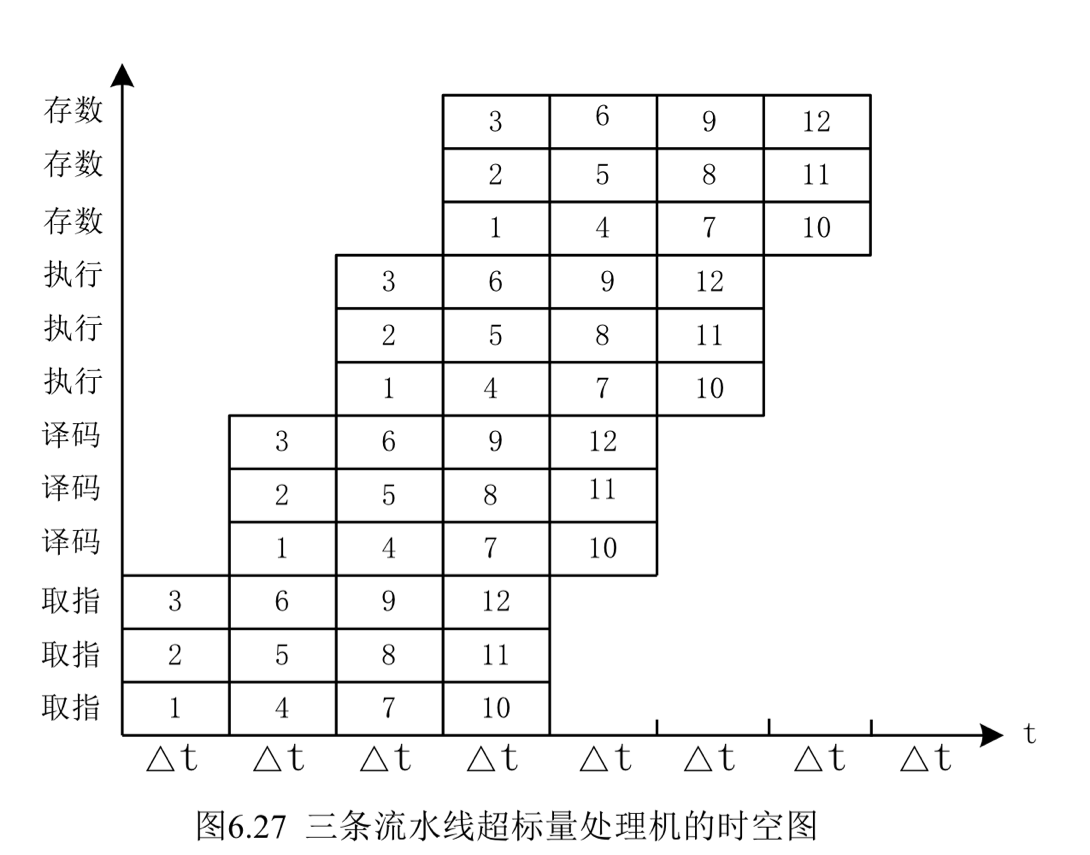 存数 3 6 9 12
存数 2 5 8 11
存数 1 4 7 10
执行 3 6 9 12
执行 2 5 8 11
执行 1 4 7 10
译码 3 6 9 12
译码 2 5 8 11
译码 1 4 7 10
取指 3 6 9 12
取指 2 5 8 11
取指 1 4 7 10
t
△t △t △t △t △t △t △t △t
图6.27 三条流水线超标量处理机的时空图